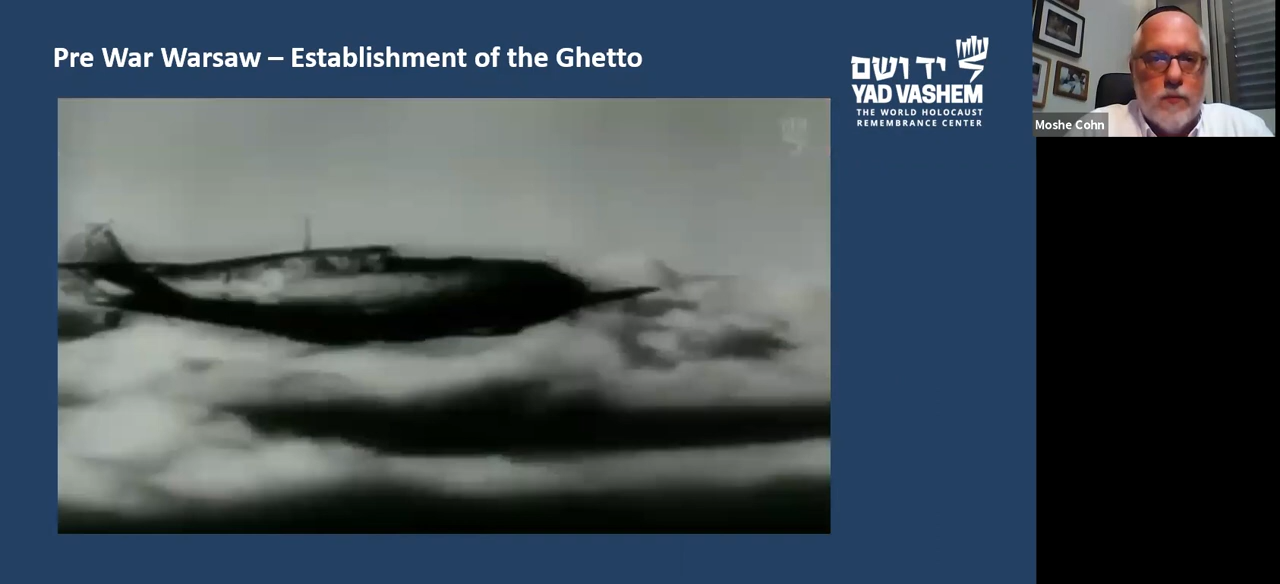 Pre War Warsaw – Establishment of the Ghetto
יד ושם
YAD VASHEM
THE WORLD HOLOCAUST
REMEMBRANCE CENTER
Moshe Cohn